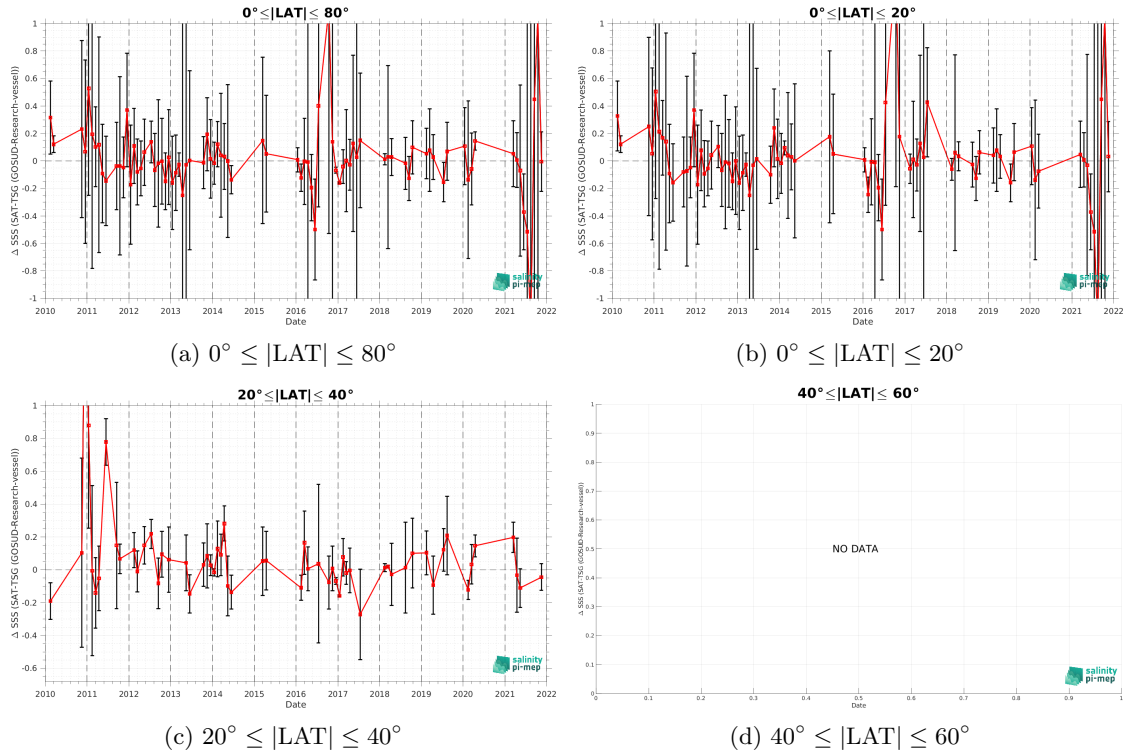 0°≤|LAT|≤ 80°
Δ SSS (SAT-TSG (GOSUD-Research-vessel))
1
0.8
0.6
0.4
0.2
0
-0.2
-0.4
-0.6
-0.8
-1
2010 2011 2012 2013 2014 2015 2016 2017 2018 2019 2020 2021 2022
Date
salinity
pi-mep
(a) 0° ≤ |LAT| ≤ 80°
0°≤|LAT|≤ 20°
Δ SSS (SAT-TSG (GOSUD-Research-vessel))
1
0.8
0.6
0.4
0.2
0
-0.2
-0.4
-0.6
-0.8
-1
2010 2011 2012 2013 2014 2015 2016 2017 2018 2019 2020 2021 2022
Date
salinity
pi-mep
(b) 0° ≤ |LAT| ≤ 20°
20°≤|LAT|≤ 40°
Δ SSS (SAT-TSG (GOSUD-Research-vessel))
1
0.8
0.6
0.4
0.2
0
-0.2
-0.4
-0.6
2010 2011 2012 2013 2014 2015 2016 2017 2018 2019 2020 2021 2022
Date
salinity
pi-mep
(c) 20° ≤ |LAT| ≤ 40°
40°≤|LAT|≤ 60°
Δ SSS (SAT-TSG (GOSUD-Research-vessel))
1
0.9
0.8
0.7
0.6
0.5
0.4
0.3
0.2
0.1
0
NO DATA
0 0.1 0.2 0.3 0.4 0.5 0.6 0.7 0.8 0.9 1
Date
salinity
pi-mep
(d) 40° ≤ |LAT| ≤ 60°